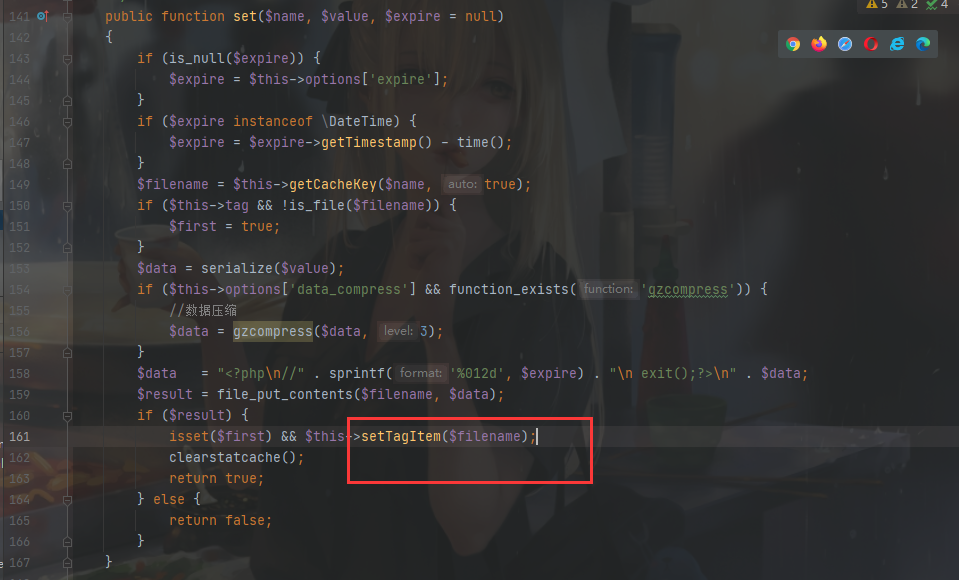 5 2 4
141 public function set($name, $value, $expire = null)
142 {
143 if (is_null($expire)) {
144 $expire = $this->options['expire'];
145 }
146 if ($expire instanceof \DateTime) {
147 $expire = $expire->getTimestamp() - time();
148 }
149 $filename = $this->getCacheKey($name, auto: true);
150 if ($this->tag && !is_file($filename)) {
151 $first = true;
152 }
153 $data = serialize($value);
154 if ($this->options['data_compress'] && function_exists( function: 'gzcompress')) {
155 //数据压缩
156 $data = gzcompress($data, level: 3);
157 }
158 $data = "<?php\n//" . sprintf( format: '%012d', $expire) . "\n exit();?>\n" . $data;
159 $result = file_put_contents($filename, $data);
160 if ($result) {
161 isset($first) && $this->setTagItem($filename);
162 clearstatcache();
163 return true;
164 } else {
165 return false;
166 }
167 }